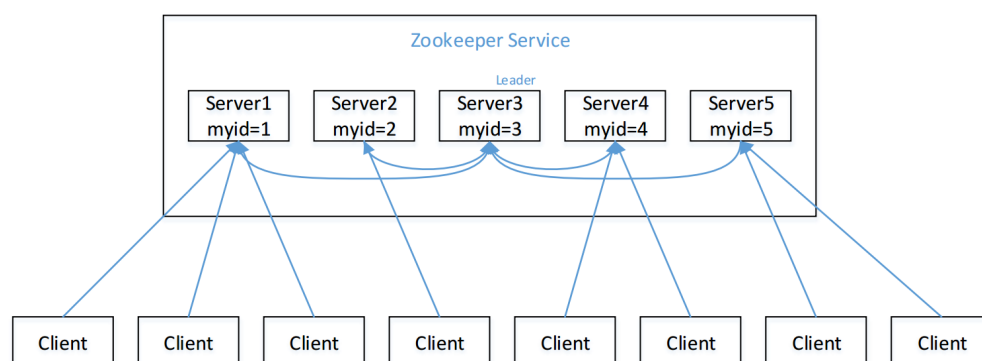 Zookeeper Service
Leader
Server1
myid=1
Server2
myid=2
Server3
myid=3
Server4
myid=4
Server5
myid=5
Client
Client
Client
Client
Client
Client
Client
Client